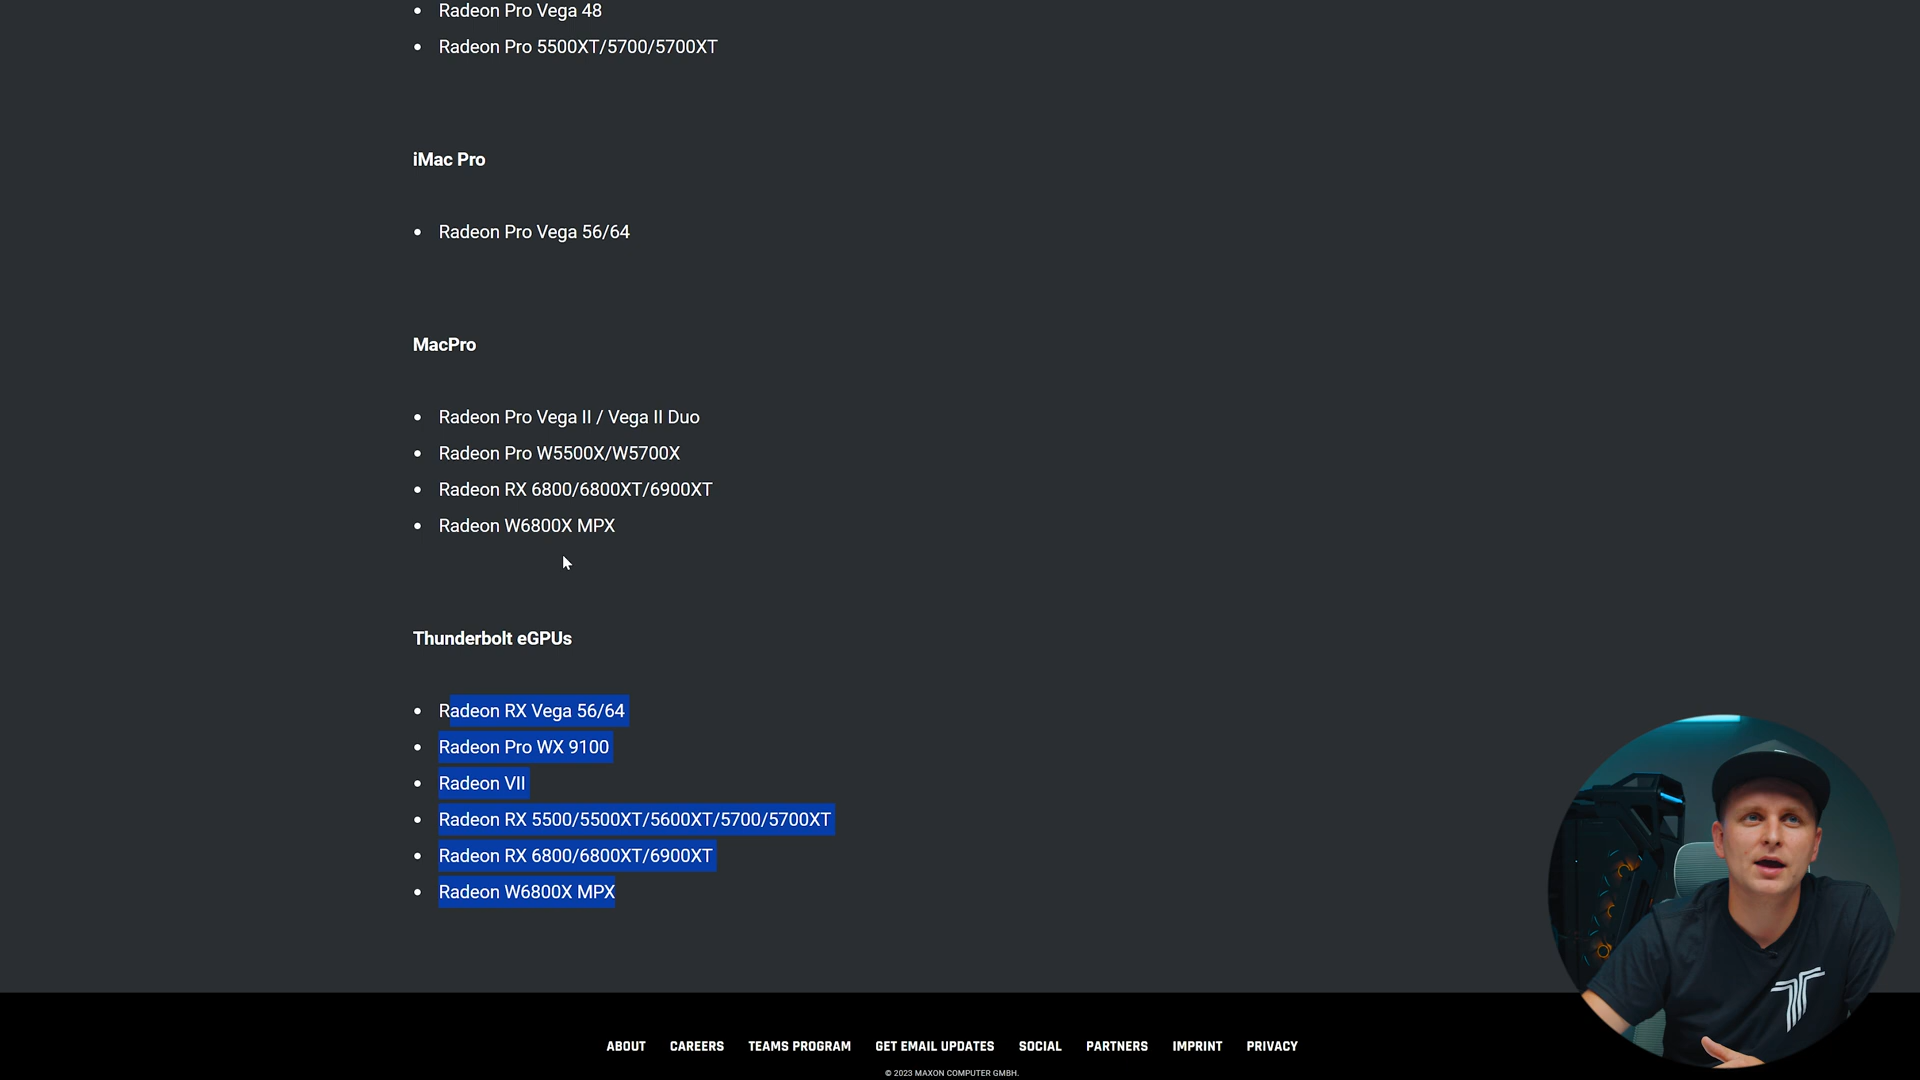 Radeon Pro Vega 48
Radeon Pro 5500XT/5700/5700XT
iMac Pro
Radeon Pro Vega 56/64
MacPro
Radeon Pro Vega II / Vega II Duo
Radeon Pro W5500X/W5700X
Radeon RX 6800/6800XT/6900XT
Radeon W6800X MPX
Thunderbolt eGPUs
Radeon RX Vega 56/64
Radeon Pro WX 9100
Radeon VII
Radeon RX 5500/5500XT/5600XT/5700/5700XT
Radeon RX 6800/6800XT/6900XT
Radeon W6800X MPX
ABOUT CAREERS TEAMS PROGRAM GET EMAIL UPDATES SOCIAL PARTNERS IMPRINT PRIVACY
© 2023 MAXON COMPUTER GMBH.